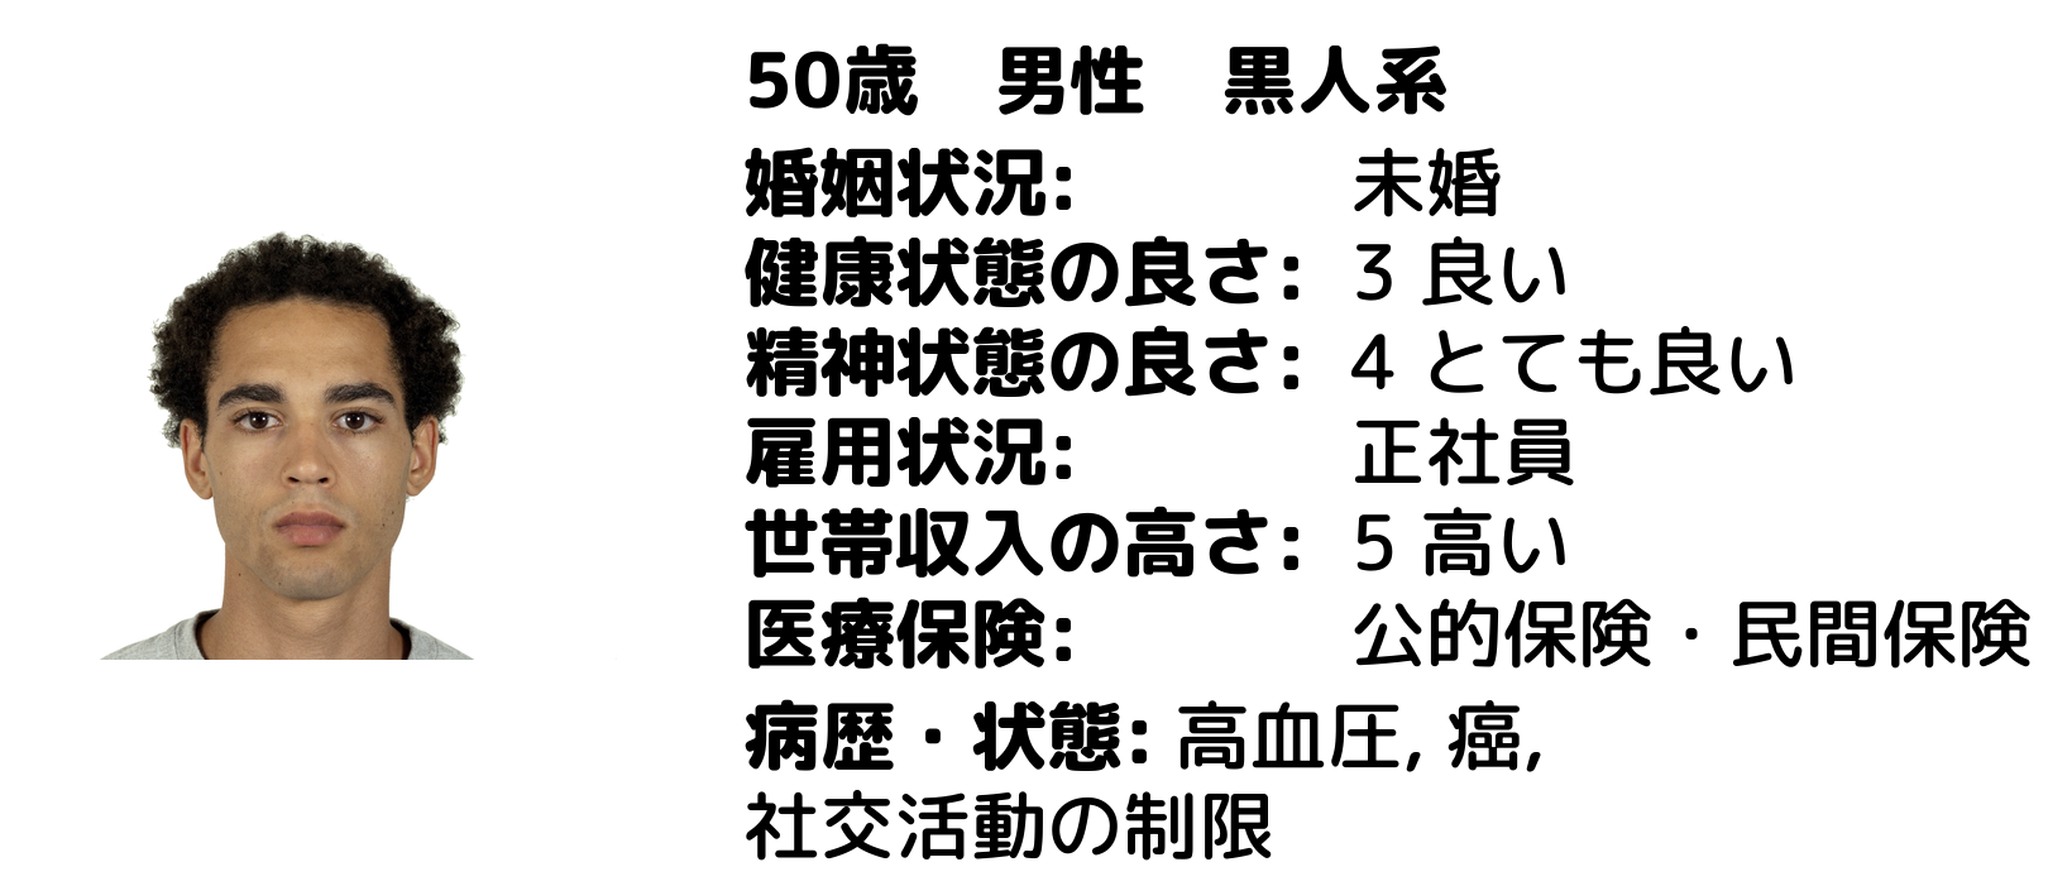 50歳　男性　黒人系
婚姻状況: 未婚
健康状態の良さ: 3 良い
精神状態の良さ: 4 とても良い
雇用状況: 正社員
世帯収入の高さ: 5 高い
医療保険: 公的保険・民間保険
病歴・状態: 高血圧, 癌,
社交活動の制限